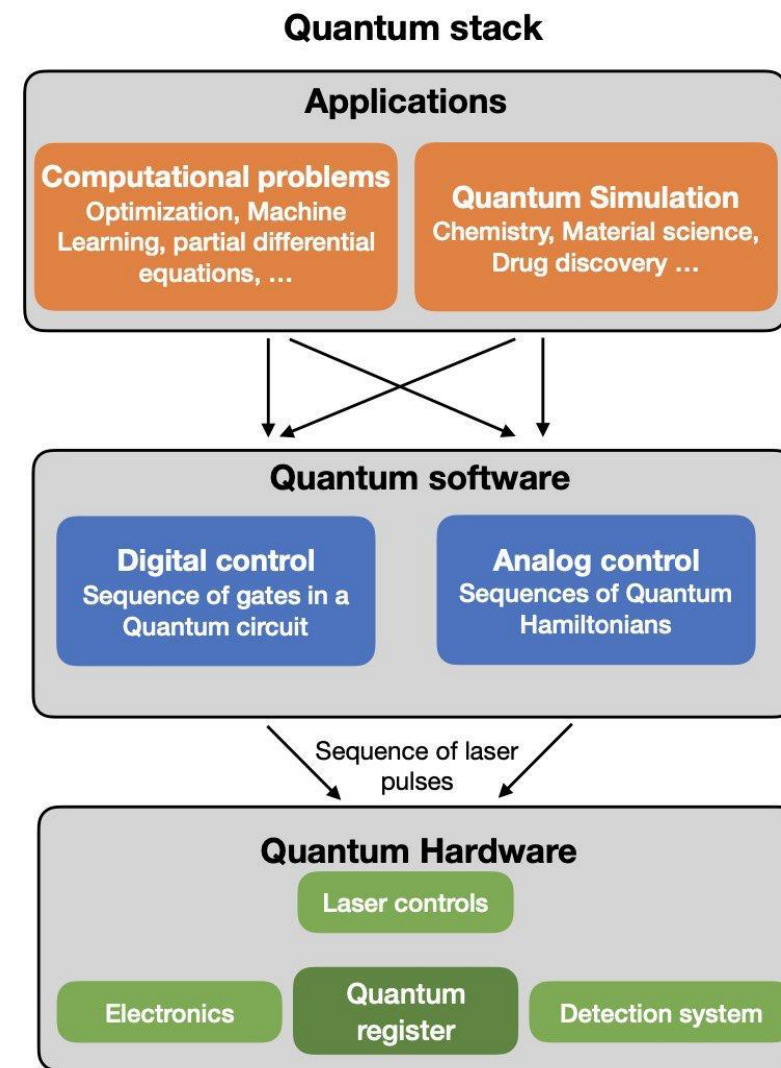 Quantum stack
Applications
Computational problems
Optimization, Machine
Learning, partial differential
equations, ...
Quantum Simulation
Chemistry, Material science,
Drug discovery ...
Quantum software
Digital control
Sequence of gates in a
Quantum circuit
Analog control
Sequences of Quantum
Hamiltonians
Sequence of laser
pulses
Quantum Hardware
Laser controls
Electronics
Quantum
register
Detection system